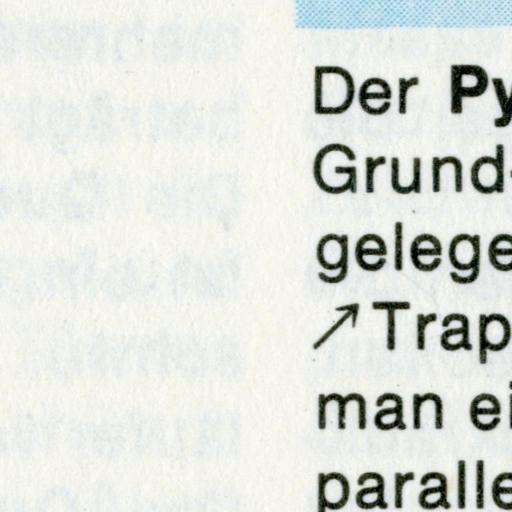 Der Py
Grund-
gelege
↗Trap
man ei
paralle